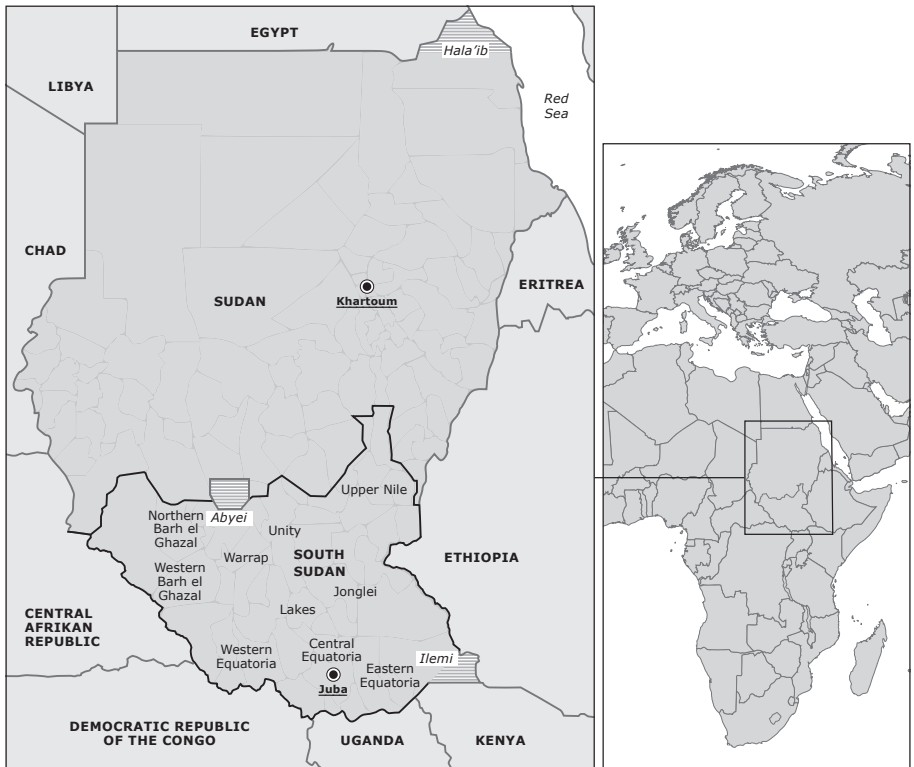 EGYPT
Hala’ib
LIBYA
Red
Sea
CHAD
SUDAN
Khartoum
ERITREA
Upper Nile
Northern
Barh el
Ghazal
Abyei
Unity
Warrap
SOUTH
SUDAN
ETHIOPIA
Western
Barh el
Ghazal
Jonglei
Lakes
CENTRAL
AFRIKAN
REPUBLIC
Western
Equatoria
Central
Equatoria
Ilemi
Eastern
Equatoria
Juba
DEMOCRATIC REPUBLIC
OF THE CONGO
UGANDA
KENYA